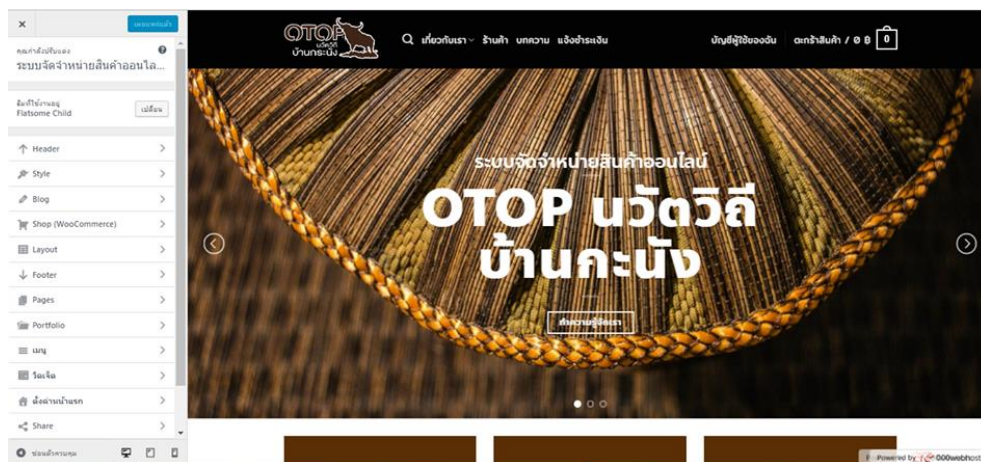 เผยแพร่แล้ว
คุณกำลังปรับแต่ง
ระบบจัดจำหน่ายสินค้าออนไล...
ธีมที่ใช้งานอยู่
Flatsome Child
เปลี่ยน
Header
Style
Blog
Shop (WooCommerce)
Layout
Footer
Pages
Portfolio
เมนู
วิดเจ็ต
ตั้งค่าหน้าแรก
Share
ซ่อนตัวควบคุม
OTOP
นวัตวิถี
บ้านกะนัง
เกี่ยวกับเรา ร้านค้า บทความ แจ้งชำระเงิน
บัญชีผู้ใช้ของฉัน ตะกร้าสินค้า / 0 ฿ 0
ระบบจัดจำหน่ายสินค้าออนไลน์
OTOP นวัตวิถี
บ้านกะนัง
ทำความรู้จักเรา
Powered by 000webhost